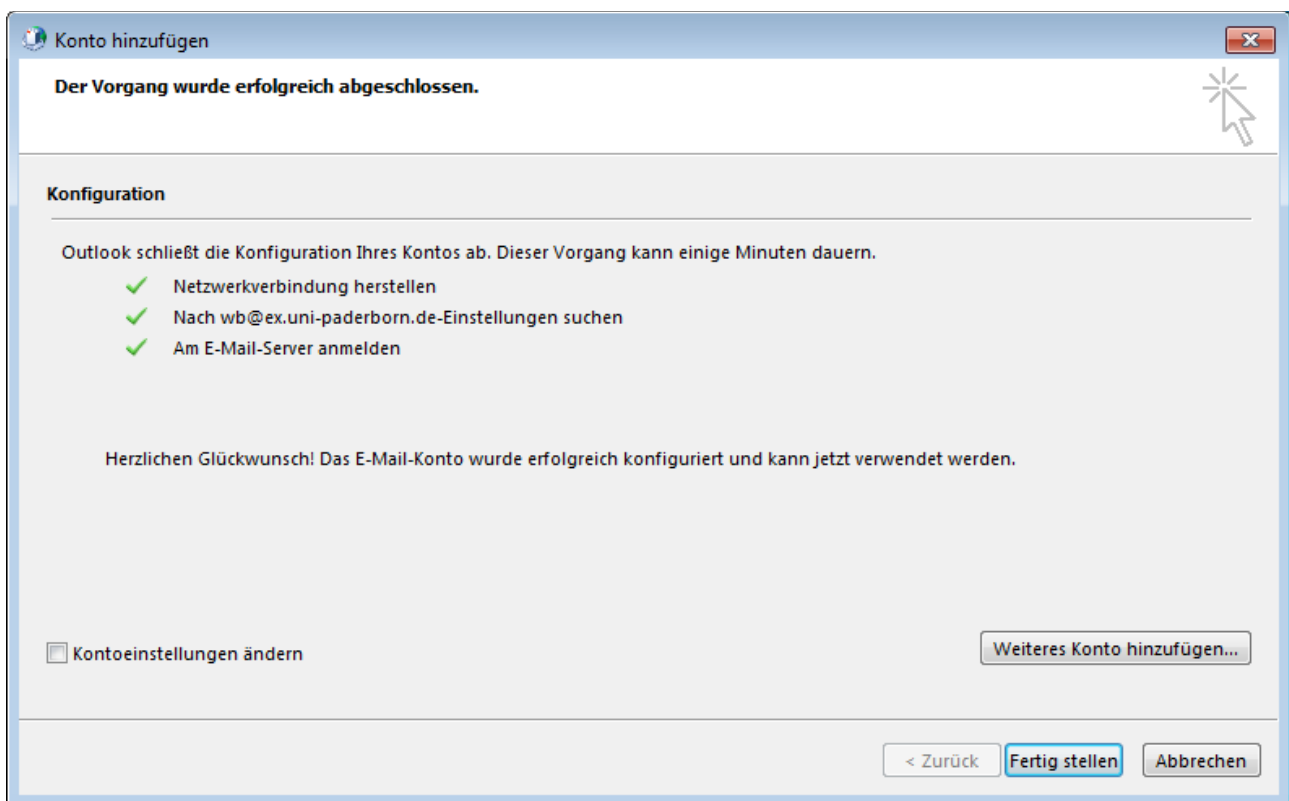 Konto hinzufügen
Der Vorgang wurde erfolgreich abgeschlossen.
Konfiguration
Outlook schließt die Konfiguration Ihres Kontos ab. Dieser Vorgang kann einige Minuten dauern.
Netzwerkverbindung herstellen
Nach wb@ex.uni-paderborn.de-Einstellungen suchen
Am E-Mail-Server anmelden
Herzlichen Glückwunsch! Das E-Mail-Konto wurde erfolgreich konfiguriert und kann jetzt verwendet werden.
Kontoeinstellungen ändern
Weiteres Konto hinzufügen...
< Zurück Fertig stellen Abbrechen